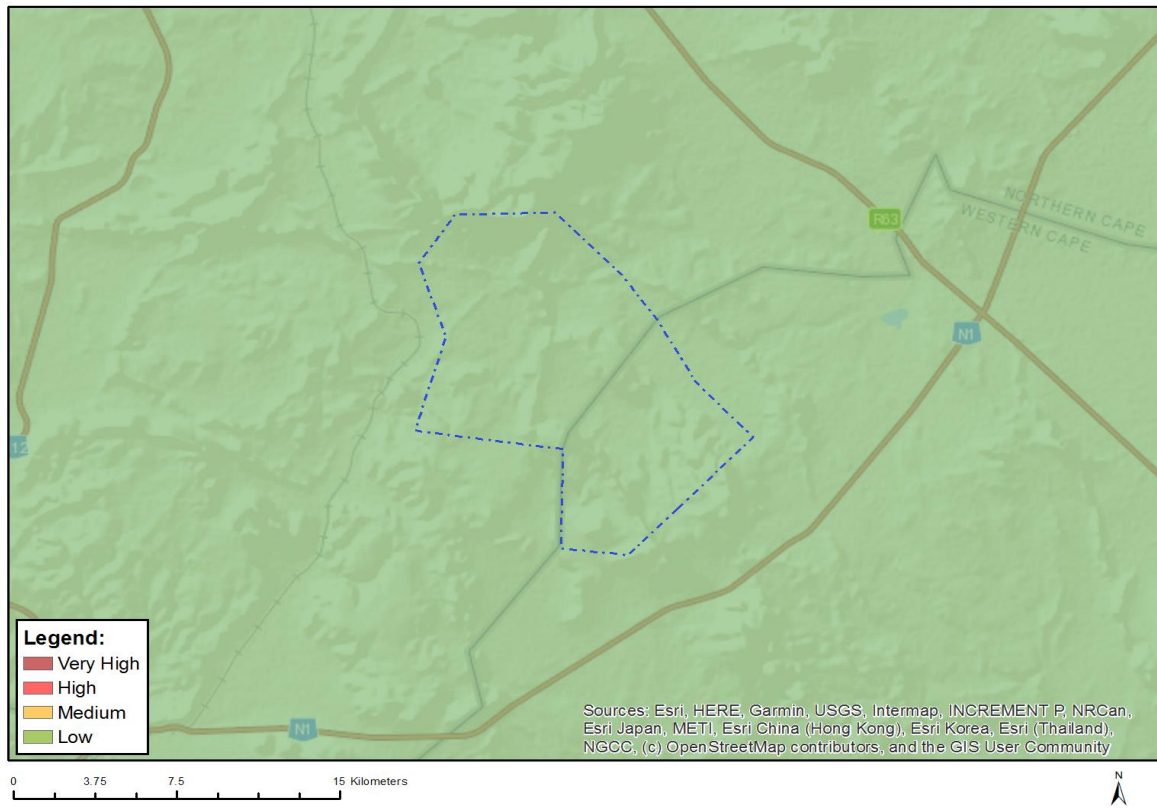 NORTHERN CAPE
WESTERN CAPE
R63
N1
12
N1
Legend:
Very High
High
Medium
Low
Sources: Esri, HERE, Garmin, USGS, Intermap, INCREMENT P, NRCan,
Esri Japan, METI, Esri China (Hong Kong), Esri Korea, Esri (Thailand),
NGCC, (c) OpenStreetMap contributors, and the GIS User Community
0 3.75 7.5 15 Kilometers
N